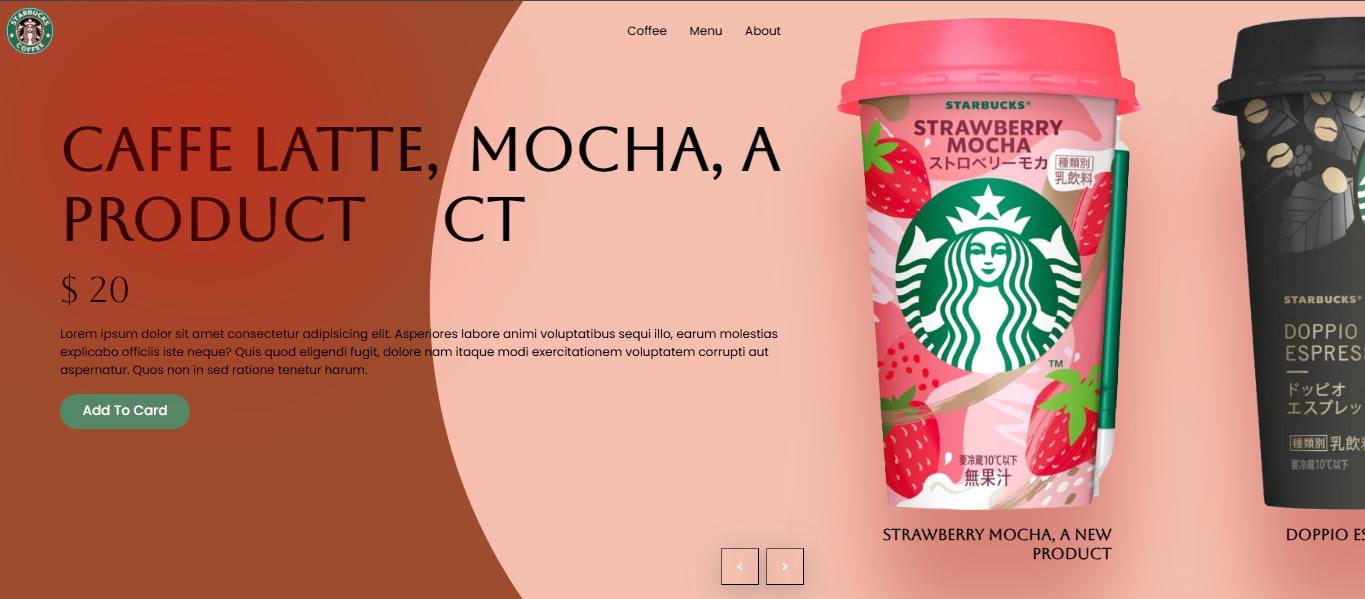 STARBUCKS
COFFEE
Coffee Menu About
CAFFE LATTE, MOCHA, A
PRODUCT CT
$ 20
Lorem ipsum dolor sit amet consectetur adipisicing elit. Asperiores labore animi voluptatibus sequi illo, earum molestias
explicabo officiis iste neque? Quis quod eligendi fugit, dolore nam itaque modi exercitationem voluptatem corrupti aut
aspernatur. Quos non in sed ratione tenetur harum.
Add To Card
< >
STARBUCKS®
STRAWBERRY
MOCHA
ストロベリーモカ
種類別
乳飲料
TM
要冷蔵10℃以下
無果汁
STRAWBERRY MOCHA, A NEW
PRODUCT
STARBUCKS®
DOPPIO
ESPRES
ドッピオ
エスプレッ
種類別 乳飲
要冷蔵10℃以下
DOPPIO ES